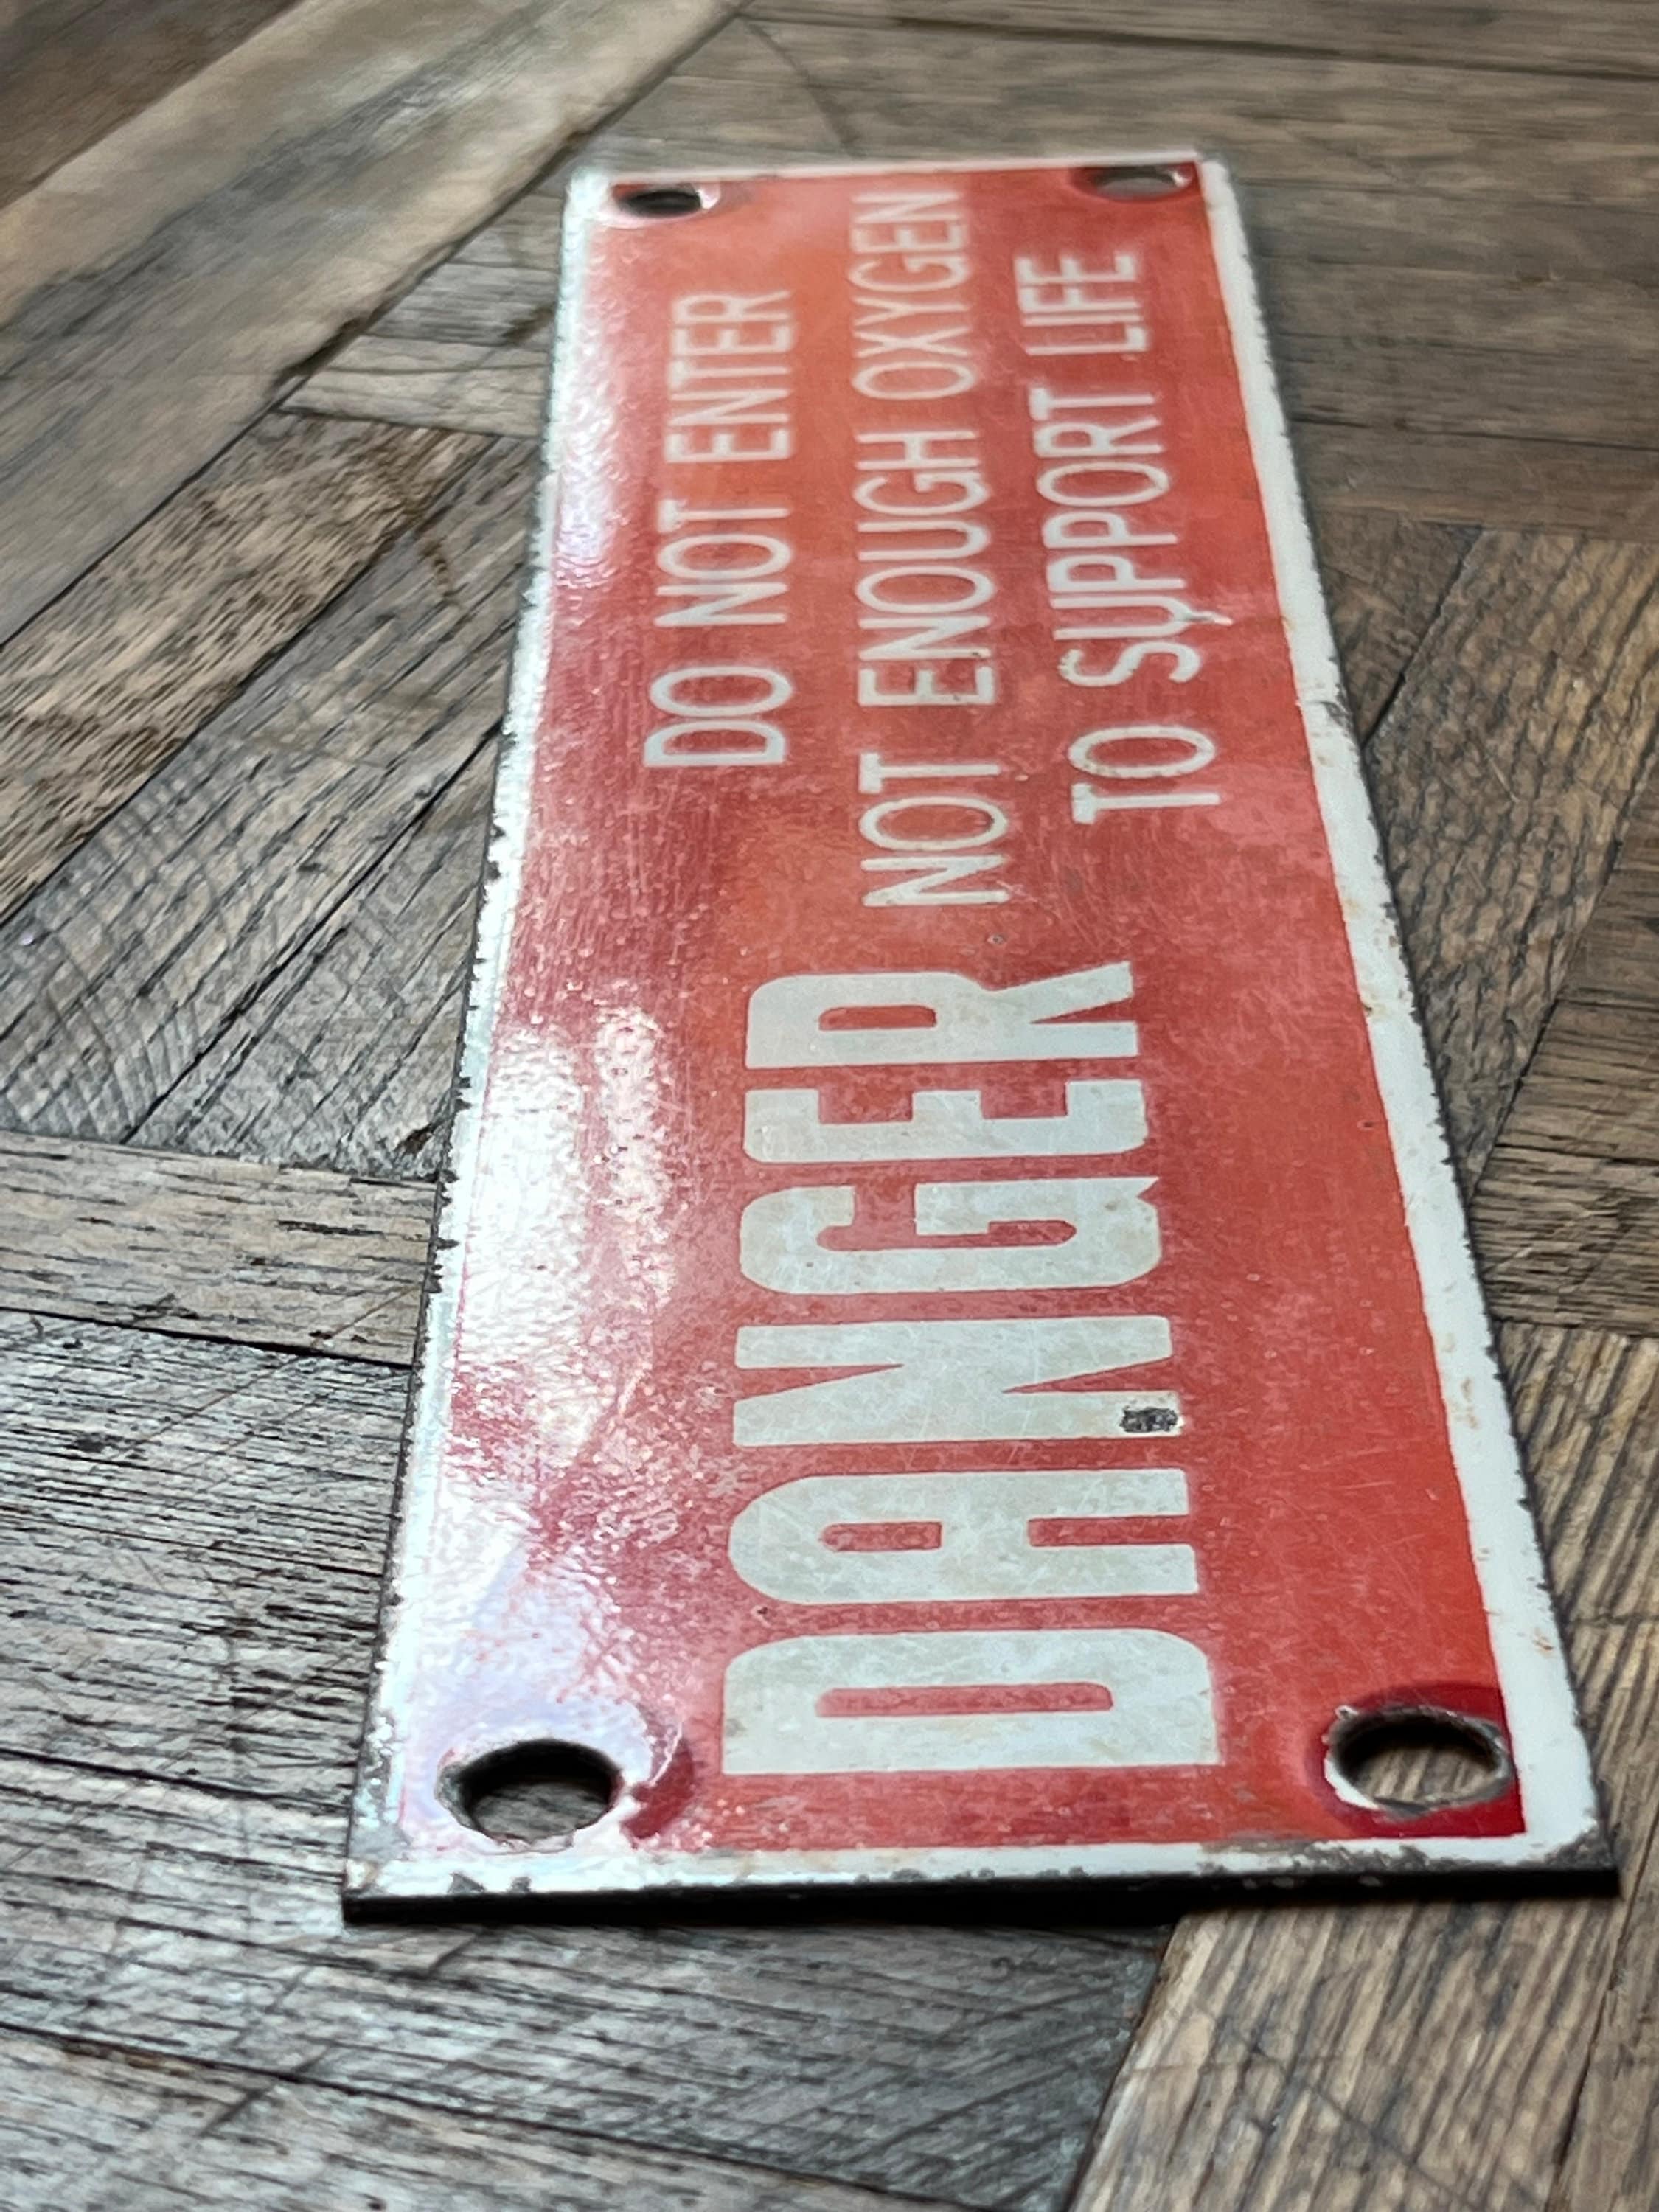 DANGER
DO NOT ENTER
NOT ENOUGH OXYGEN
TO SUPPORT LIFE